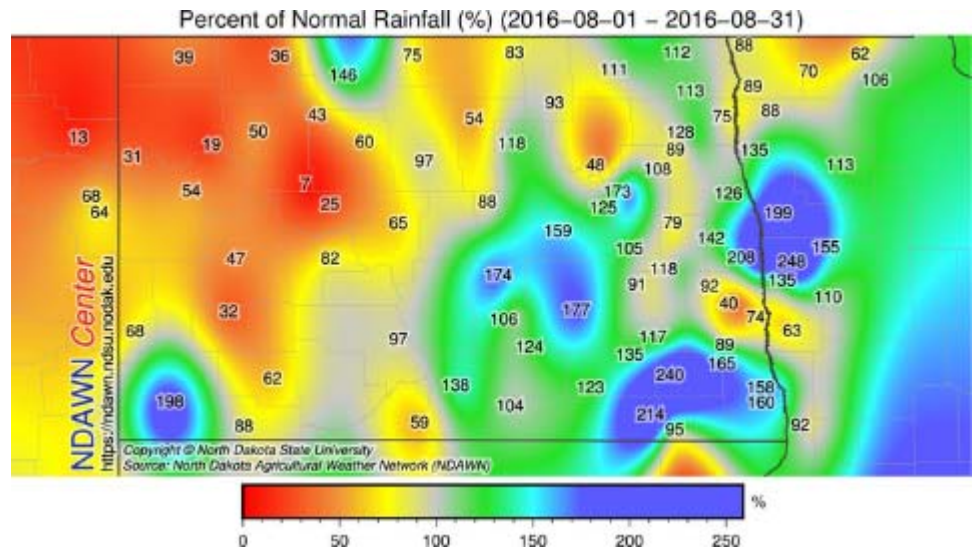 Percent of Normal Rainfall (%) (2016-08-01 - 2016-08-31)
39 36 75 83 112 88 62
146 111 70 106
113 89
43 93 75 88
13 19 50 60 54 118 128
31 97 48 89 135 113
108
68 54 7 88 173 126
64 25 125 199
65 159 79 142
47 82 105 208 248 155
174 118 135
91 92 110
32 106 177 40 74
68 97 124 117 63
135 89
62 138 123 240 165 158
198 104 160
88 59 214 95 92
NDAWN Center
https://ndawn.ndsu.nodak.edu
Copyright © North Dakota State University
Source: North Dakota Agricultural Weather Network (NDAWN)
%
0 50 100 150 200 250